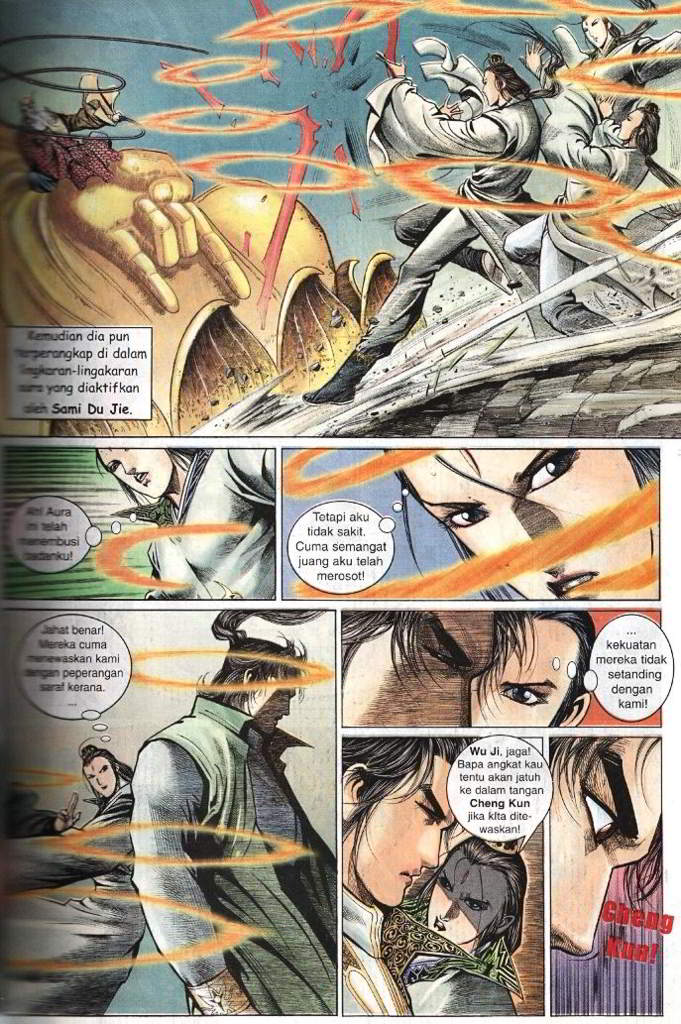 Kemudian dia pun
terperangkap di dalam
lingkaran-lingakaran
aura yang diaktifkan
oleh Sami Du Jie.
Ah! Aura
ini telah
menembusi
badanku!
Tetapi aku
tidak sakit.
Cuma semangat
juang aku telah
merosot!
Jahat benar!
Mereka cuma
menewaskan kami
dengan peperangan
saraf kerana.
...
...
kekuatan
mereka tidak
setanding
dengan
kami!
Wu Ji, jaga!
Bapa angkat kau
tentu akan jatuh
ke dalam tangan
Cheng Kun
jika kIta dite-
waskan!
Cheng
Kun!